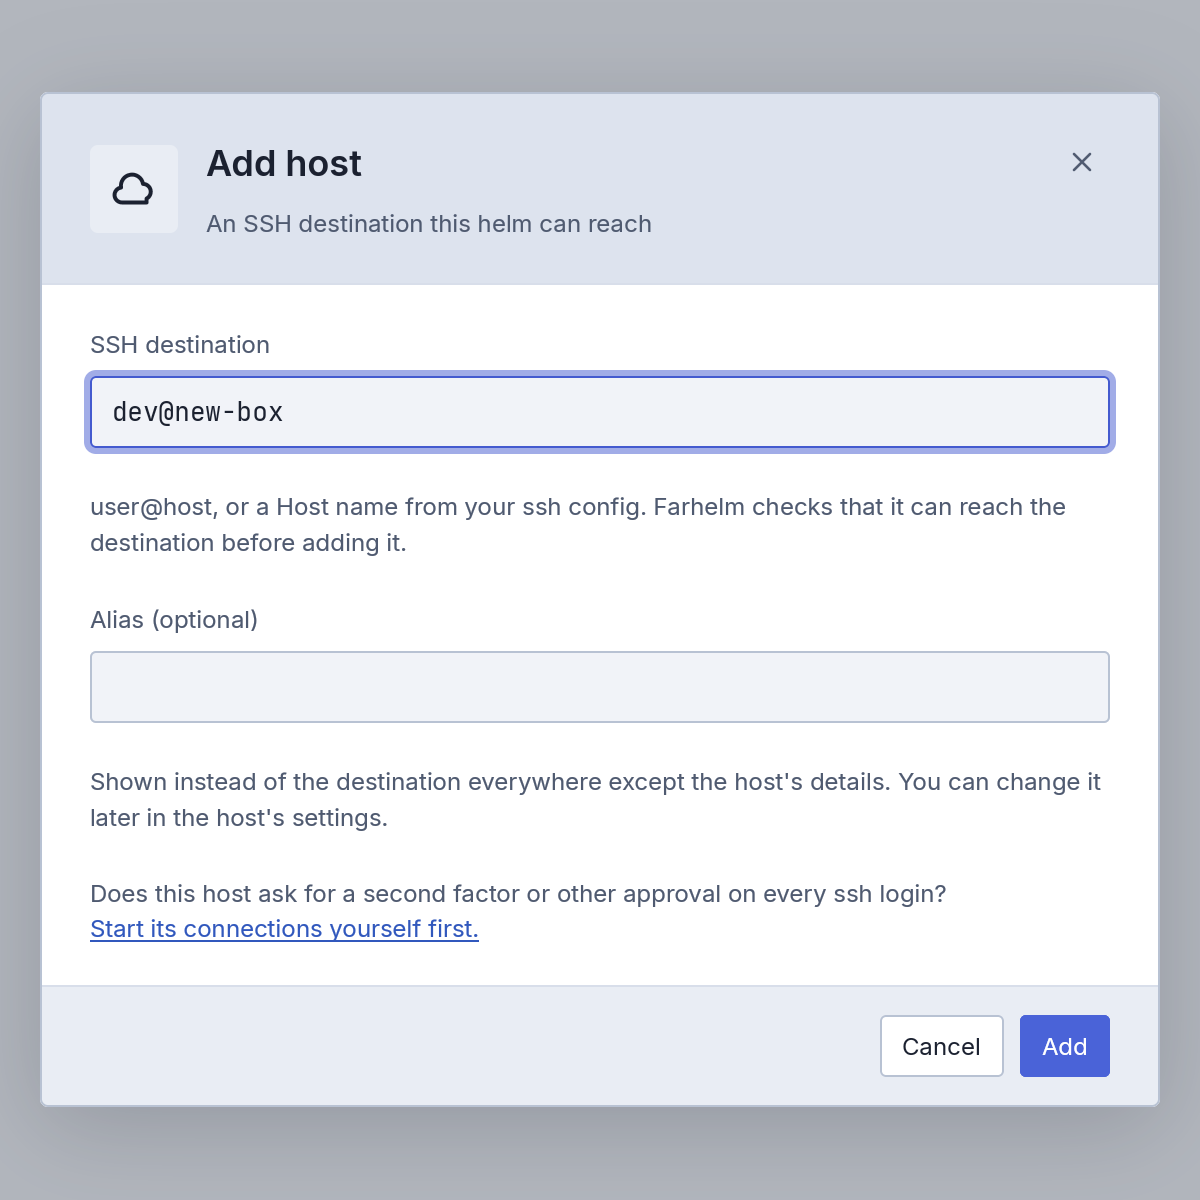 Add host
An SSH destination this helm can reach
SSH destination
dev@new-box
user@host, or a Host name from your ssh config. Farhelm checks that it can reach the
destination before adding it.
Alias (optional)
Shown instead of the destination everywhere except the host's details. You can change it
later in the host's settings.
Does this host ask for a second factor or other approval on every ssh login?
Start its connections yourself first.
Cancel
Add